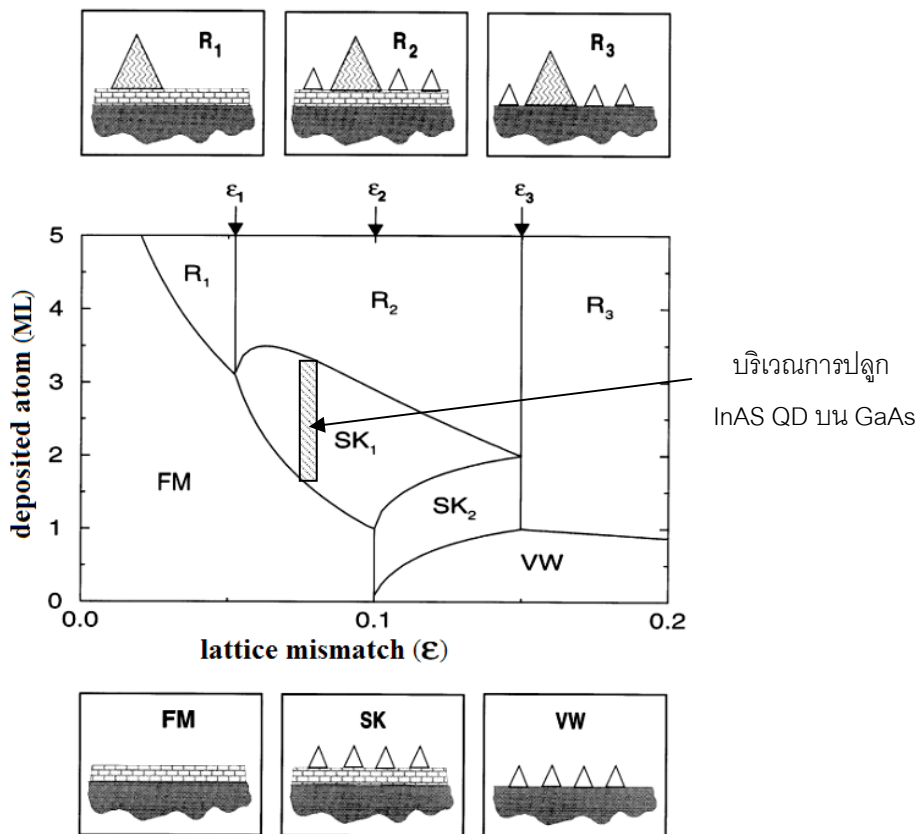 R₁
R₂
R₃
ε₁
ε₂
ε₃
5
4
3
2
1
0
deposited atom (ML)
R₁
R₂
R₃
SK₁
FM
SK₂
VW
บริเวณการปลูก
InAS QD บน GaAs
0.0
0.1
0.2
lattice mismatch (ε)
FM
SK
VW